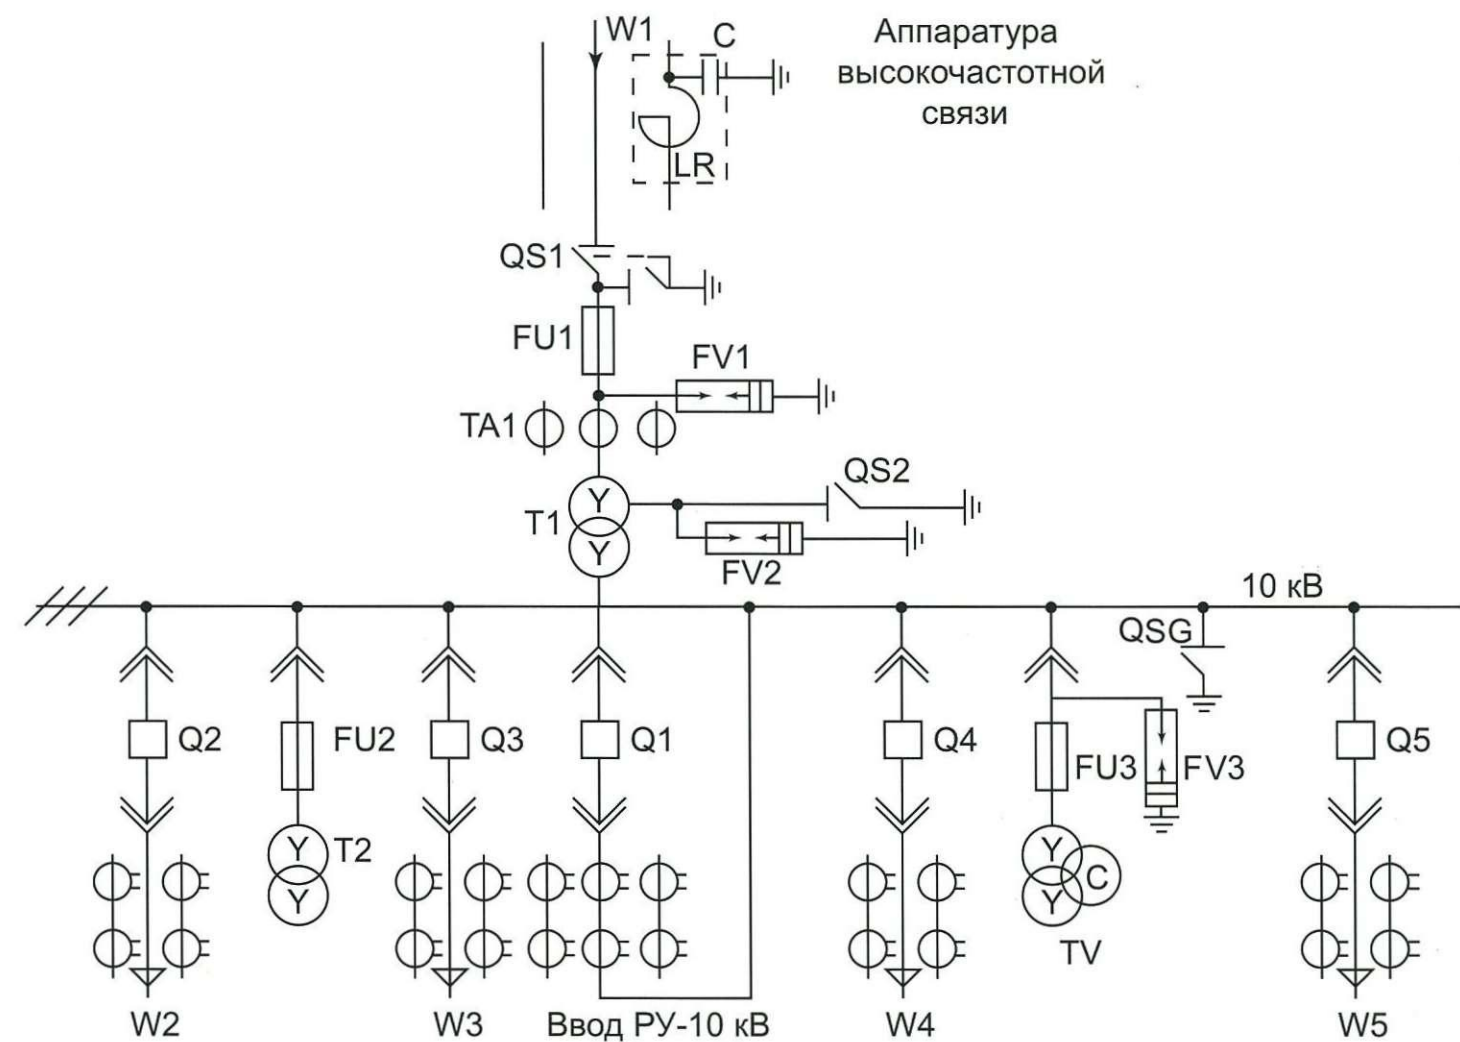 W1
C
Аппаратура
высокочастотной
связи
LR
QS1
FU1
FV1
TA1
QS2
Y
T1
Y
FV2
10 кВ
QSG
Q2
FU2
Q3
Q1
Q4
FU3
FV3
Q5
Y
T2
Y
Y
C
Y
TV
W2
W3
Ввод РУ-10 кВ
W4
W5